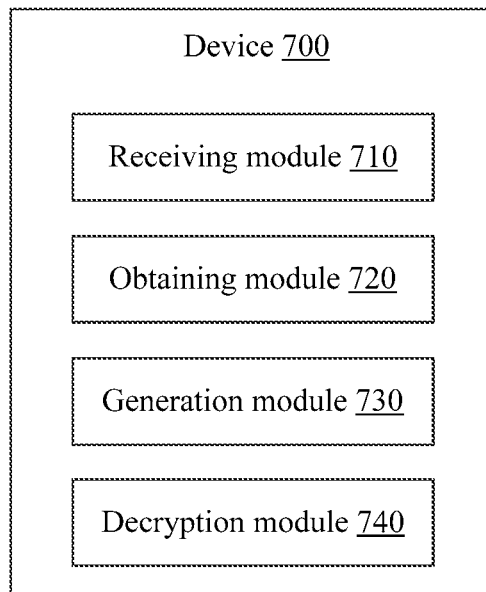 Device 700
Receiving module 710
Obtaining module 720
Generation module 730
Decryption module 740